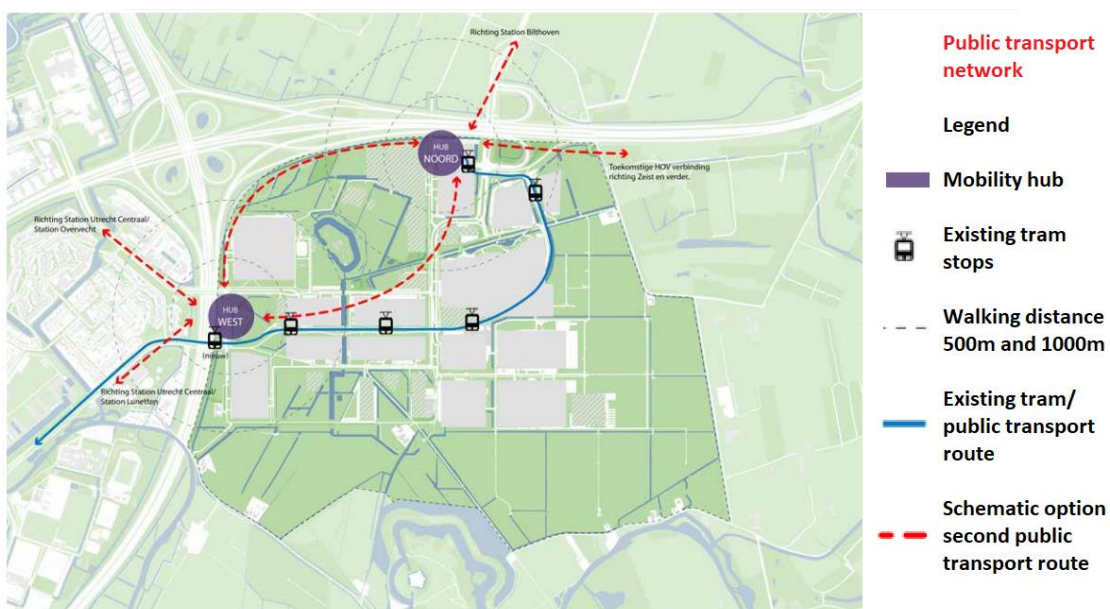 Richting Station Bilthoven
HUB
NOORD
Toekomstige HOV verbinding
richting Zeist en verder.
Richting Station Utrecht Centraal/
Station Overvecht
HUB
WEST
(nieuw)
Richting Station Utrecht Centraal/
Station Lunetten
Public transport
network
Legend
Mobility hub
Existing tram
stops
Walking distance
500m and 1000m
Existing tram/
public transport
route
Schematic option
second public
transport route